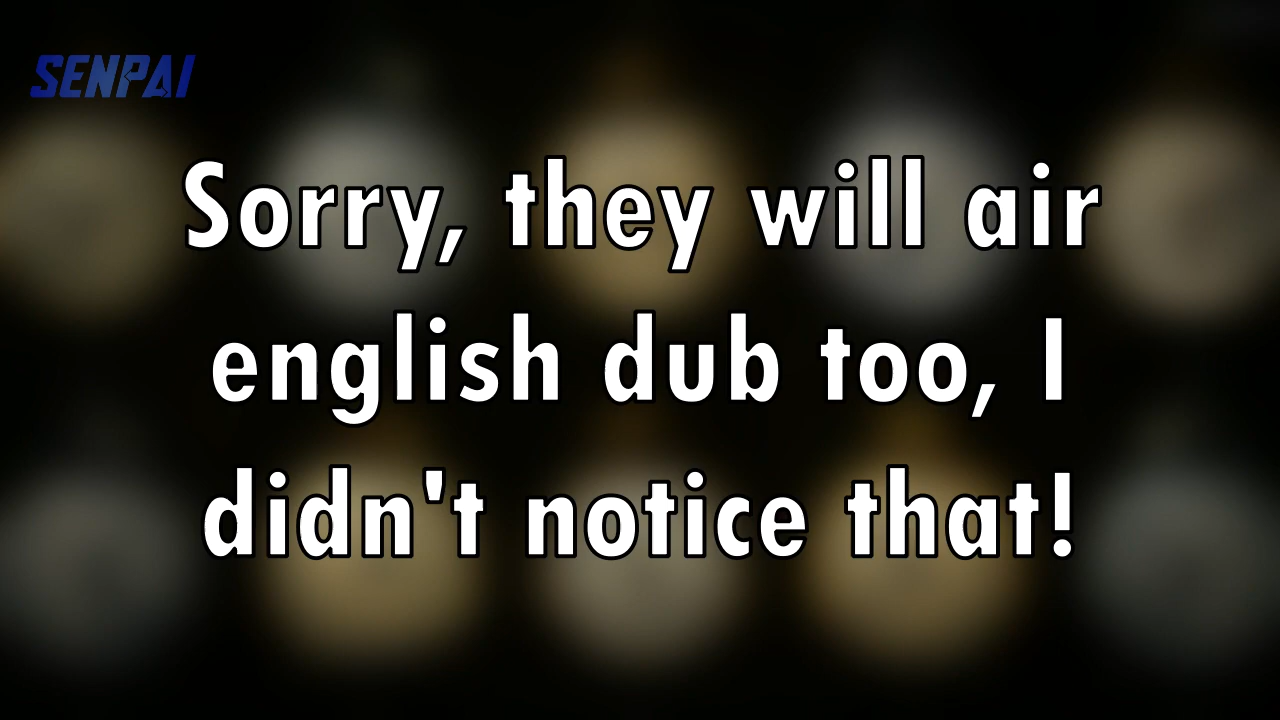 SENPAI
Sorry, they will air
english dub too, I
didn't notice that!